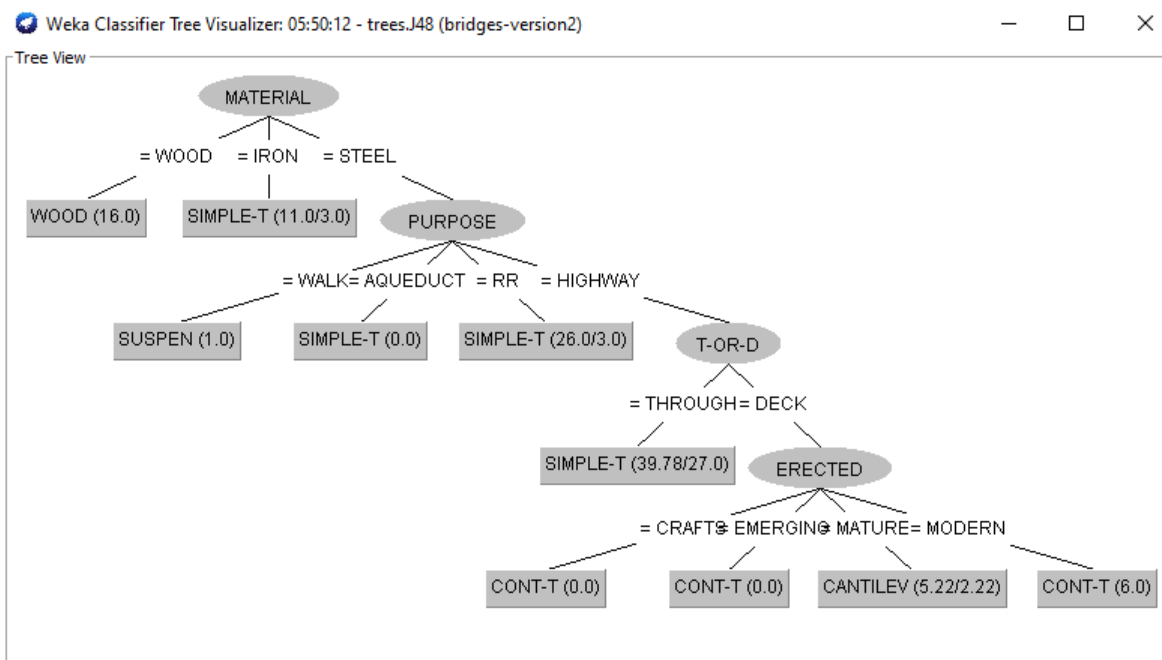 Weka Classifier Tree Visualizer: 05:50:12 - trees.J48 (bridges-version2)
Tree View
MATERIAL
= WOOD = IRON = STEEL
WOOD (16.0) SIMPLE-T (11.0/3.0) PURPOSE
= WALK = AQUEDUCT = RR = HIGHWAY
SUSPEN (1.0) SIMPLE-T (0.0) SIMPLE-T (26.0/3.0) T-OR-D
= THROUGH = DECK
SIMPLE-T (39.78/27.0) ERECTED
= CRAFTS = EMERGING = MATURE = MODERN
CONT-T (0.0) CONT-T (0.0) CANTILEV (5.22/2.22) CONT-T (6.0)